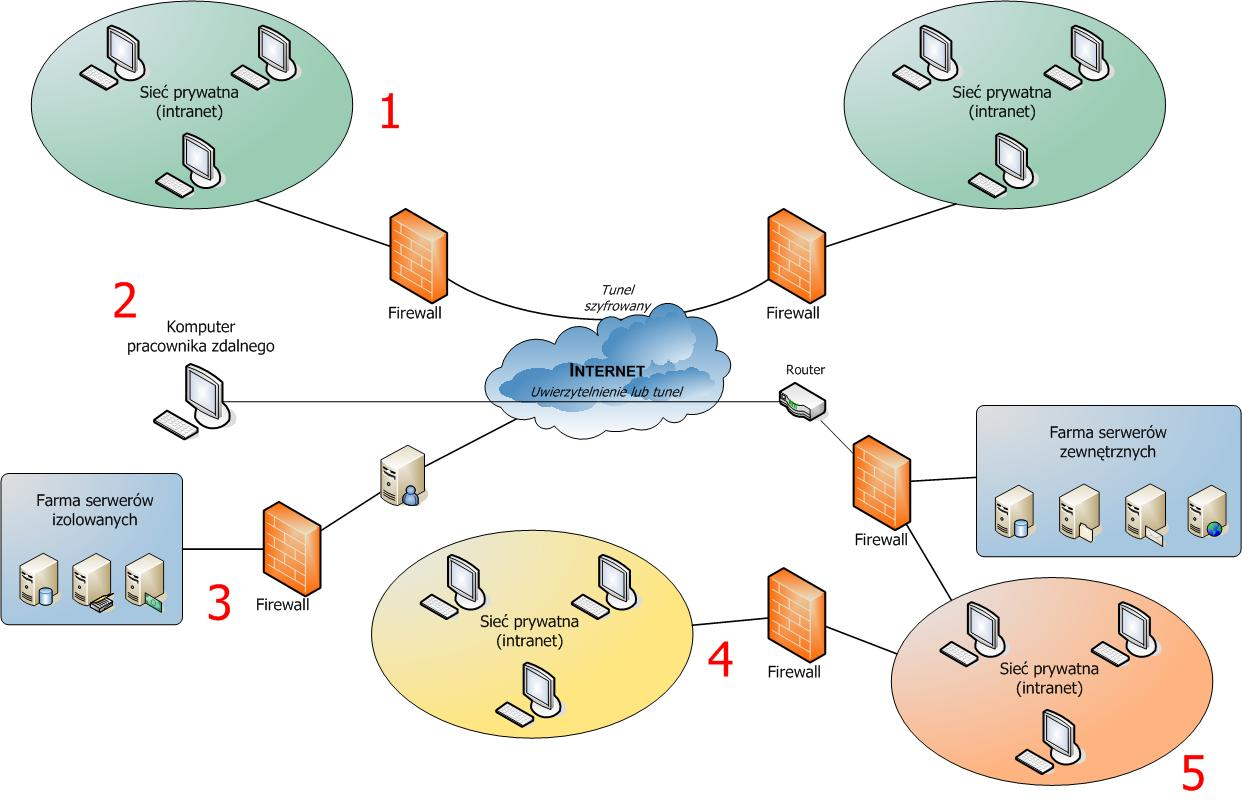 Sieć prywatna
(intranet)
1
Sieć prywatna
(intranet)
Firewall
Tunel
szyfrowany
Firewall
2
Komputer
pracownika zdalnego
INTERNET
Uwierzytelnienie lub tunel
Router
Farma serwerów
zewnętrznych
Firewall
Farma serwerów
izolowanych
3
Firewall
Sieć prywatna
(intranet)
4
Firewall
Sieć prywatna
(intranet)
5